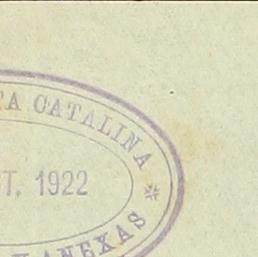 TA CATALINA
T. 1922
Y ANEXAS